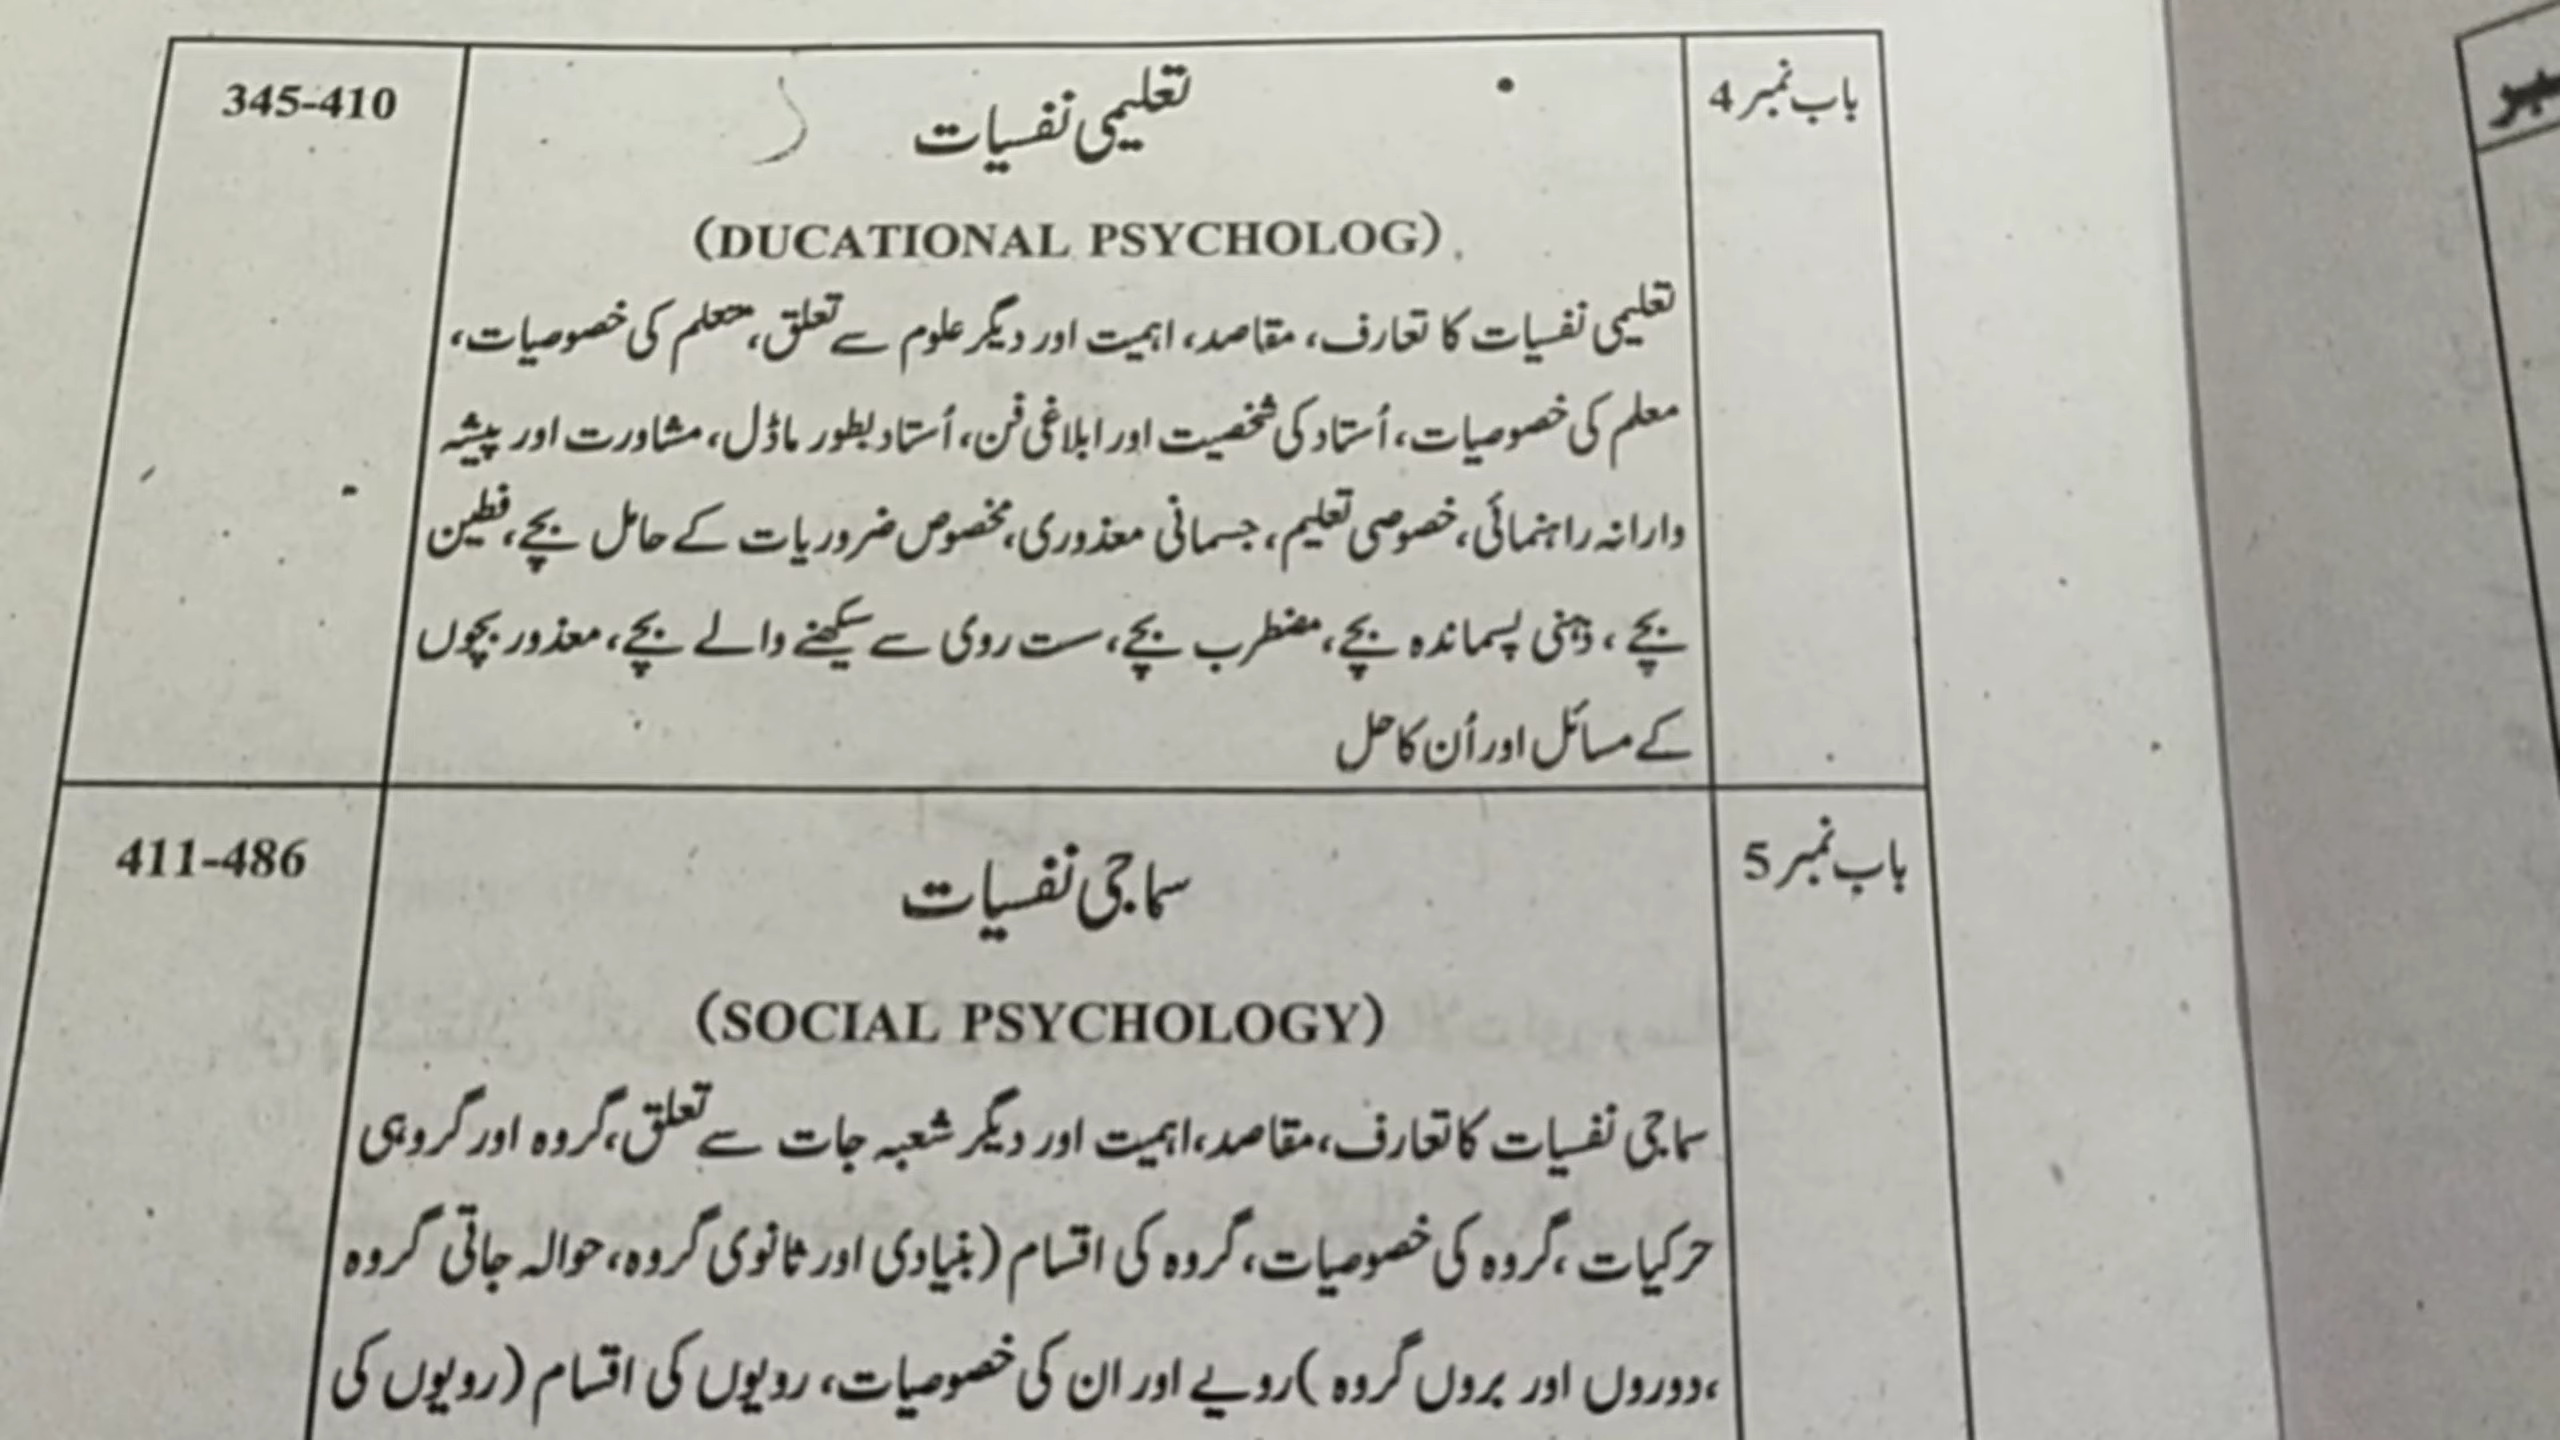 باب نمبر 4
تعلیمی نفسیات
345-410
(DUCATIONAL PSYCHOLOG)
تعلیمی نفسیات کا تعارف، مقاصد، اہمیت اور دیگر علوم سے تعلق، متعلم کی خصوصیات،
معلم کی خصوصیات، اُستاد کی شخصیت اور ابلاغی فن، اُستاد بطور ماڈل، مشاورت اور پیشہ
دارانہ راہنمائی، خصوصی تعلیم، جسمانی معذوری، مخصوص ضروریات کے حامل بچے، فطین
بچے، ذہنی پسماندہ بچے، مضطرب بچے، ست روی سے سیکھنے والے بچے، معذور بچوں
کے مسائل اور اُن کا حل
باب نمبر 5
سماجی نفسیات
411-486
(SOCIAL PSYCHOLOGY)
سماجی نفسیات کا تعارف، مقاصد، اہمیت اور دیگر شعبہ جات سے تعلق، گروہ اور گروہی
حرکیات، گروہ کی خصوصیات، گروہ کی اقسام (بنیادی اور ثانوی گروہ، حوالہ جاتی گروہ
،دوروں اور بروں گروہ) رویے اور ان کی خصوصیات، رویوں کی اقسام (رویوں کی